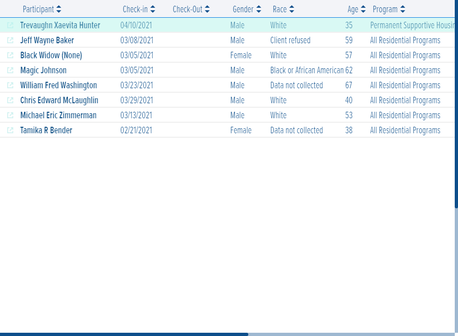 Participant Check-in Check-Out Gender Race Age Program
Trevaughn Xaevita Hunter 04/10/2021 Male White 35 Permanent Supportive Housin
Jeff Wayne Baker 03/08/2021 Male Client refused 59 All Residential Programs
Black Widow (None) 03/05/2021 Female White 57 All Residential Programs
Magic Johnson 03/05/2021 Male Black or African American 62 All Residential Programs
William Fred Washington 03/23/2021 Male Data not collected 67 All Residential Programs
Chris Edward McLaughlin 03/29/2021 Male White 40 All Residential Programs
Michael Eric Zimmerman 03/13/2021 Male White 53 All Residential Programs
Tamika R Bender 02/21/2021 Female Data not collected 38 All Residential Programs